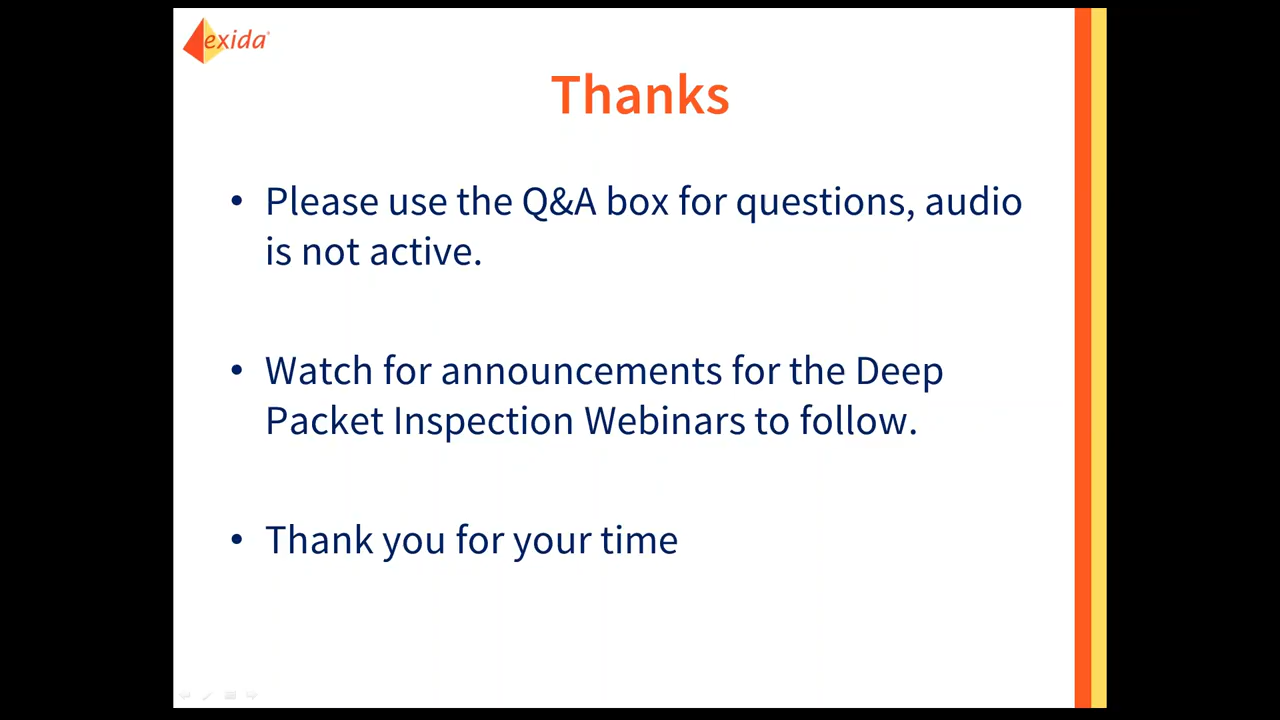 exida®
Thanks
• Please use the Q&A box for questions, audio
is not active.
• Watch for announcements for the Deep
Packet Inspection Webinars to follow.
• Thank you for your time